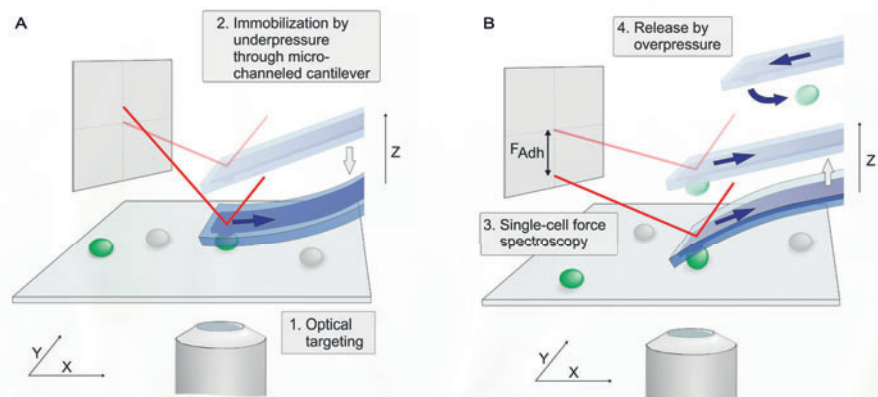 A
2. Immobilization by
underpressure
through micro-
channeled cantilever
Z
1. Optical
targeting
Y
X
B
4. Release by
overpressure
F Adh
Z
3. Single-cell force
spectroscopy
Y
X